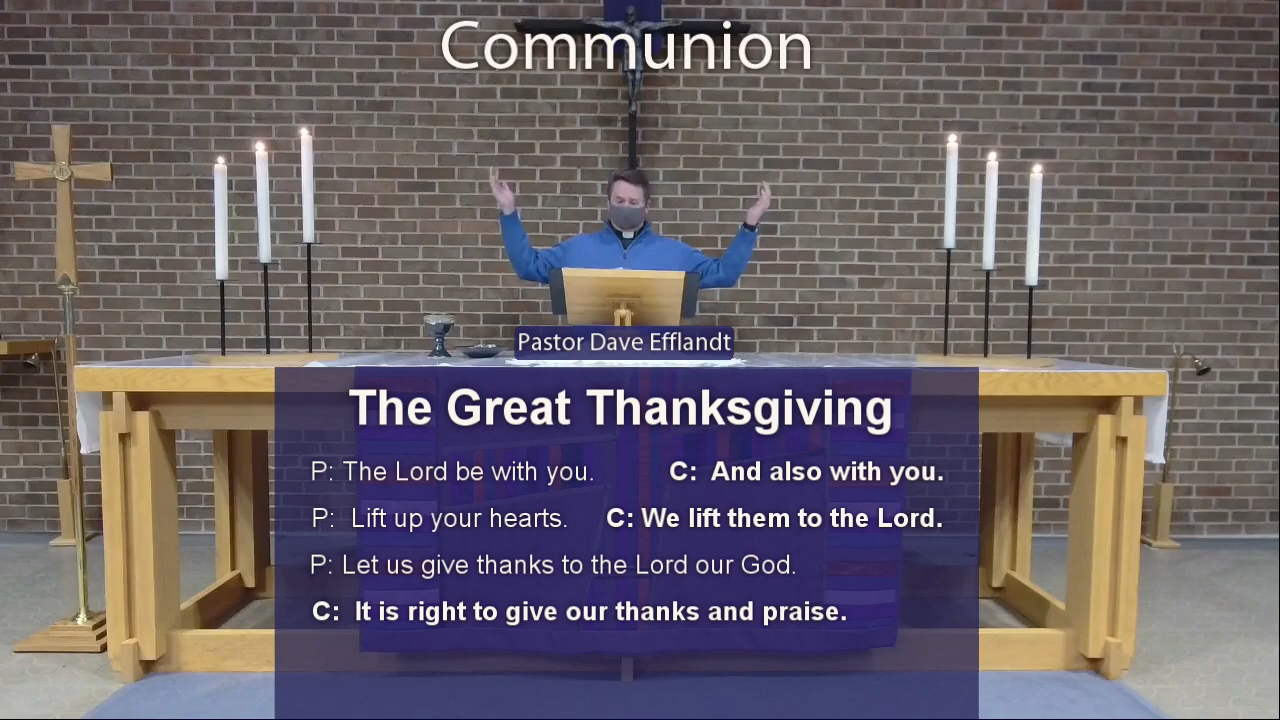 Communion
Pastor Dave Efflandt
The Great Thanksgiving
P: The Lord be with you. C: And also with you.
P: Lift up your hearts. C: We lift them to the Lord.
P: Let us give thanks to the Lord our God.
C: It is right to give our thanks and praise.